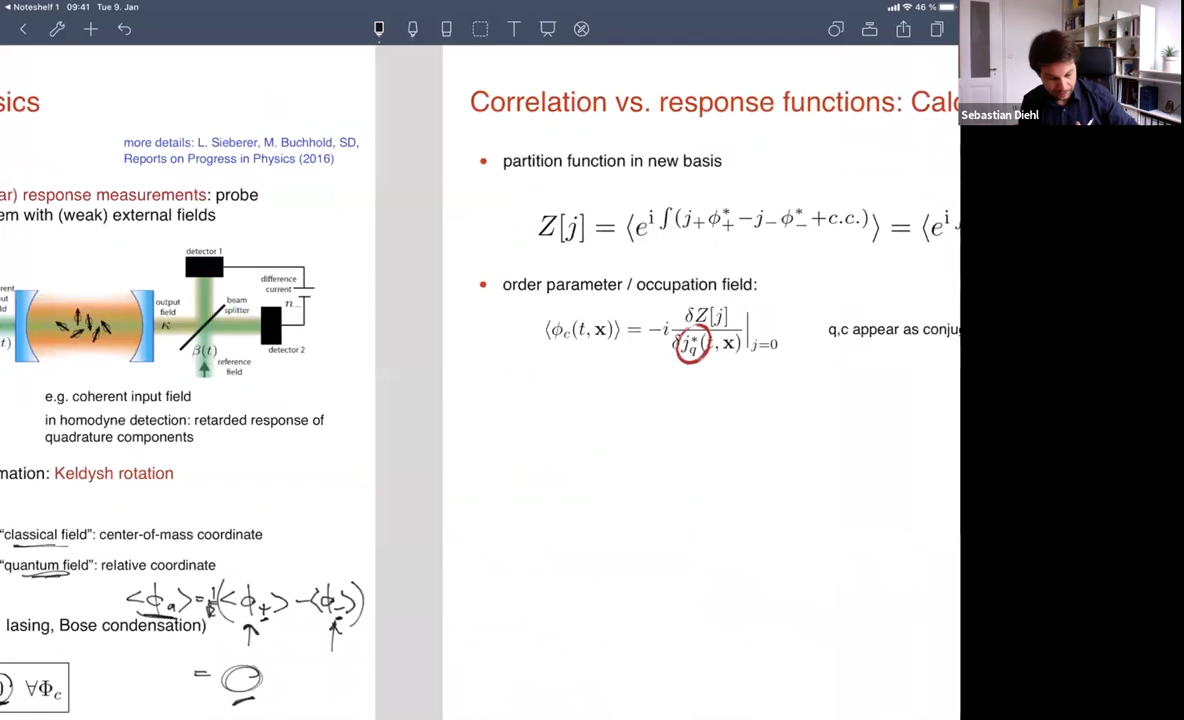 Noteshelf 1 09:41 Tue 9. Jan
46 %
Sebastian Diehl
sics
more details: L. Sieberer, M. Buchhold, SD,
Reports on Progress in Physics (2016)
ar) response measurements: probe
em with (weak) external fields
detector 1
difference
current
n_
output
field
κ
beam
splitter
β(t)
reference
field
detector 2
e.g. coherent input field
in homodyne detection: retarded response of
quadrature components
mation: Keldysh rotation
“classical field”: center-of-mass coordinate
“quantum field”: relative coordinate
lasing, Bose condensation)
= 0
∀Φ_c
Correlation vs. response functions: Calc
• partition function in new basis
Z[j] = ⟨e^{i ∫(j_+ϕ_+^* − j_−ϕ_−^* + c.c.)}⟩ = ⟨e^i
• order parameter / occupation field:
⟨ϕ_c(t, x)⟩ = −i δZ[j] / δj_q^*(t, x) |_{j=0}
q,c appear as conju